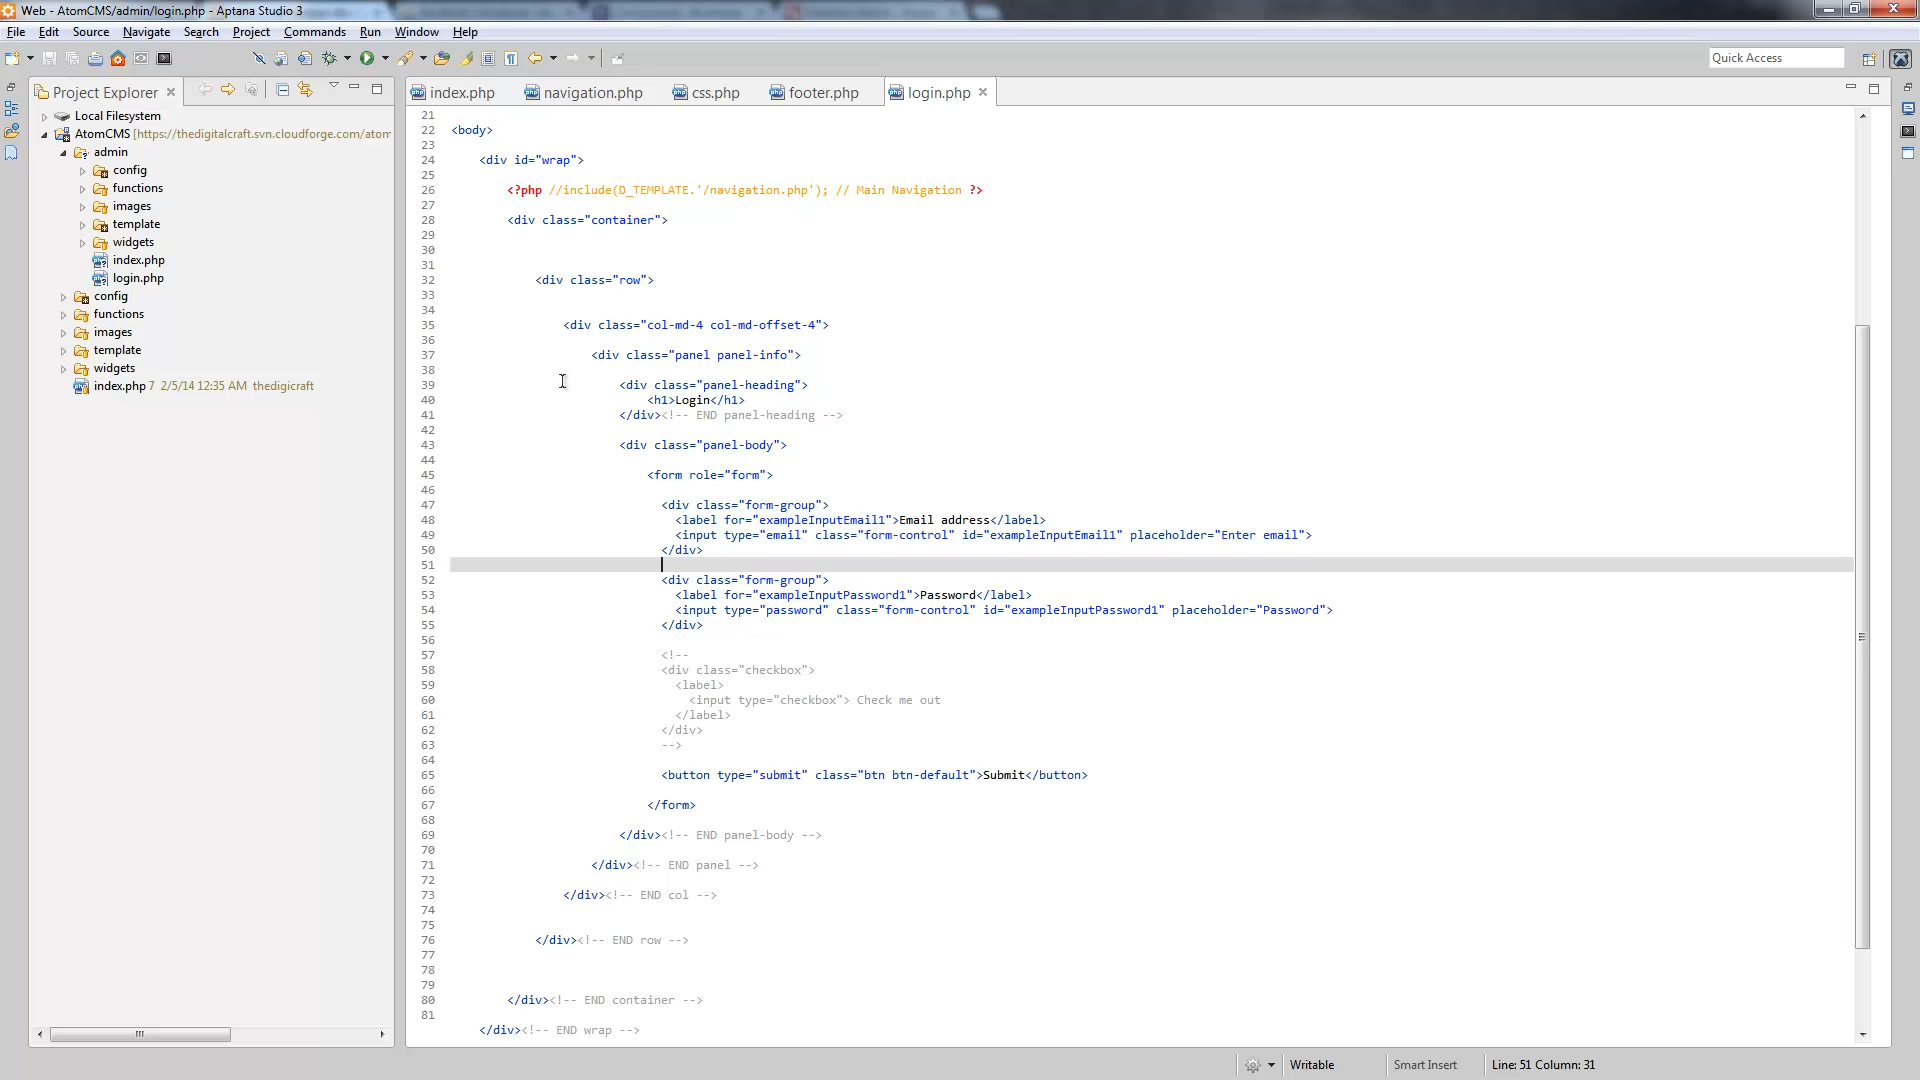 Web - AtomCMS/admin/login.php - Aptana Studio 3
File Edit Source Navigate Search Project Commands Run Window Help
Quick Access
Project Explorer
index.php navigation.php css.php footer.php login.php
Local Filesystem
AtomCMS [https://thedigitalcraft.svn.cloudforge.com/atom
admin
config
functions
images
template
widgets
index.php
login.php
config
functions
images
template
widgets
index.php 7 2/5/14 12:35 AM thedigicraft
21
22 <body>
23
24 <div id="wrap">
25
26 <?php //include(D_TEMPLATE.'/navigation.php'); // Main Navigation ?>
27
28 <div class="container">
29
30
31
32 <div class="row">
33
34
35 <div class="col-md-4 col-md-offset-4">
36
37 <div class="panel panel-info">
38
39 <div class="panel-heading">
40 <h1>Login</h1>
41 </div><!-- END panel-heading -->
42
43 <div class="panel-body">
44
45 <form role="form">
46
47 <div class="form-group">
48 <label for="exampleInputEmail1">Email address</label>
49 <input type="email" class="form-control" id="exampleInputEmail1" placeholder="Enter email">
50 </div>
51
52 <div class="form-group">
53 <label for="exampleInputPassword1">Password</label>
54 <input type="password" class="form-control" id="exampleInputPassword1" placeholder="Password">
55 </div>
56
57 <!--
58 <div class="checkbox">
59 <label>
60 <input type="checkbox"> Check me out
61 </label>
62 </div>
63 -->
64
65 <button type="submit" class="btn btn-default">Submit</button>
66
67 </form>
68
69 </div><!-- END panel-body -->
70
71 </div><!-- END panel -->
72
73 </div><!-- END col -->
74
75
76 </div><!-- END row -->
77
78
79
80 </div><!-- END container -->
81
</div><!-- END wrap -->
Writable Smart Insert Line: 51 Column: 31